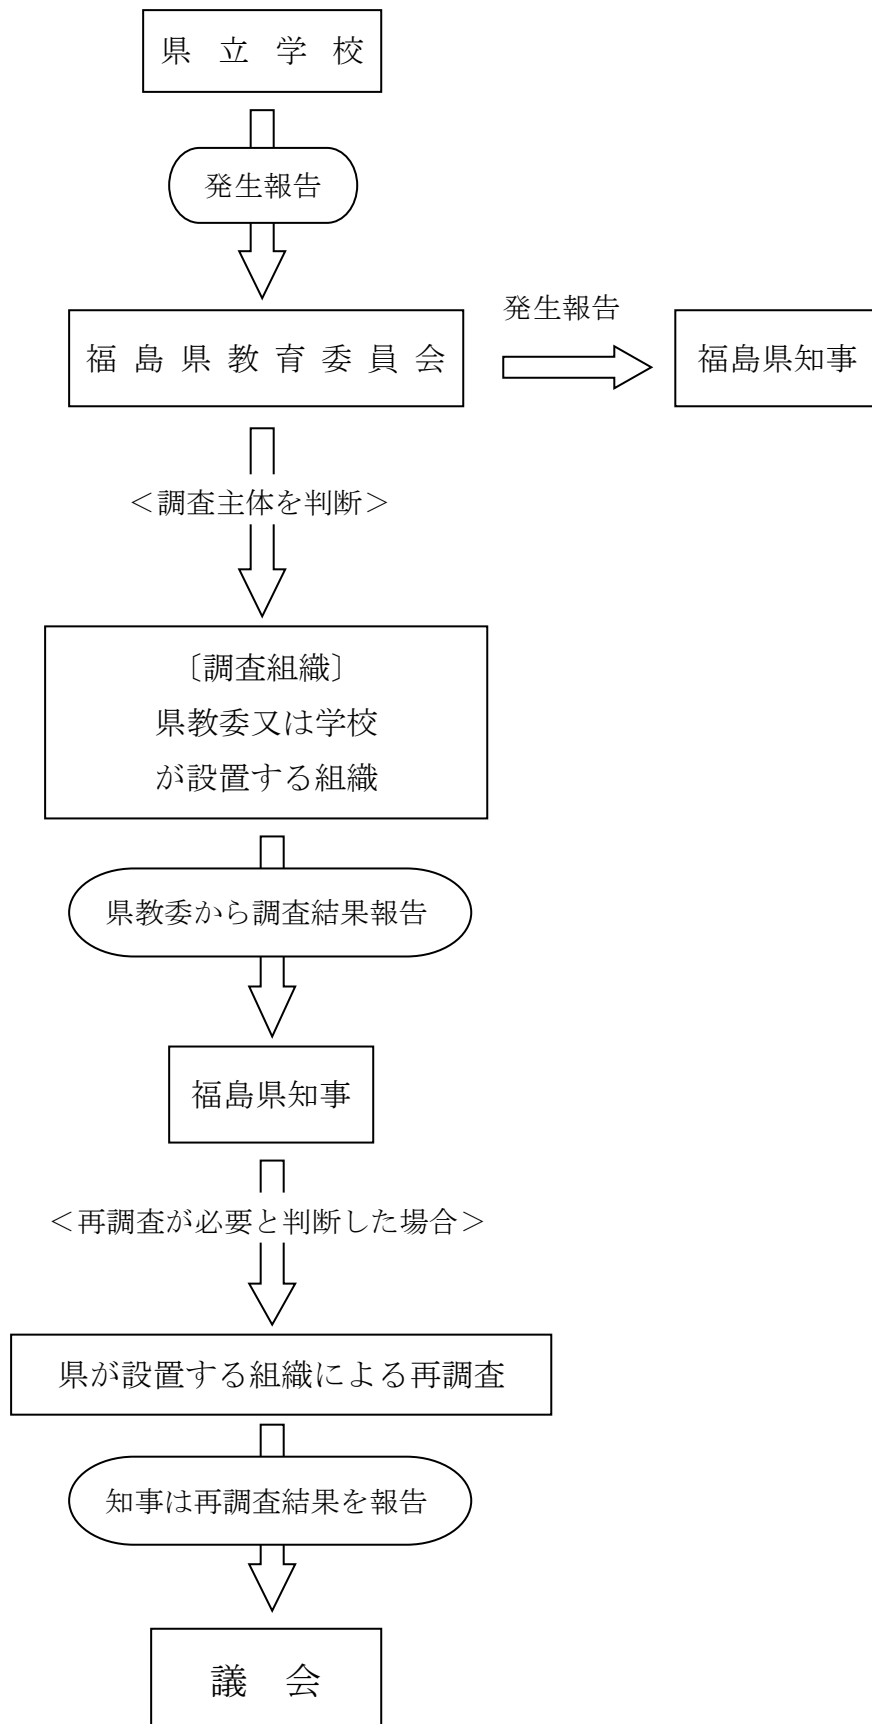 県立学校
発生報告
発生報告
福島県教育委員会
福島県知事
＜調査主体を判断＞
〔調査組織〕
県教委又は学校
が設置する組織
県教委から調査結果報告
福島県知事
＜再調査が必要と判断した場合＞
県が設置する組織による再調査
知事は再調査結果を報告
議会